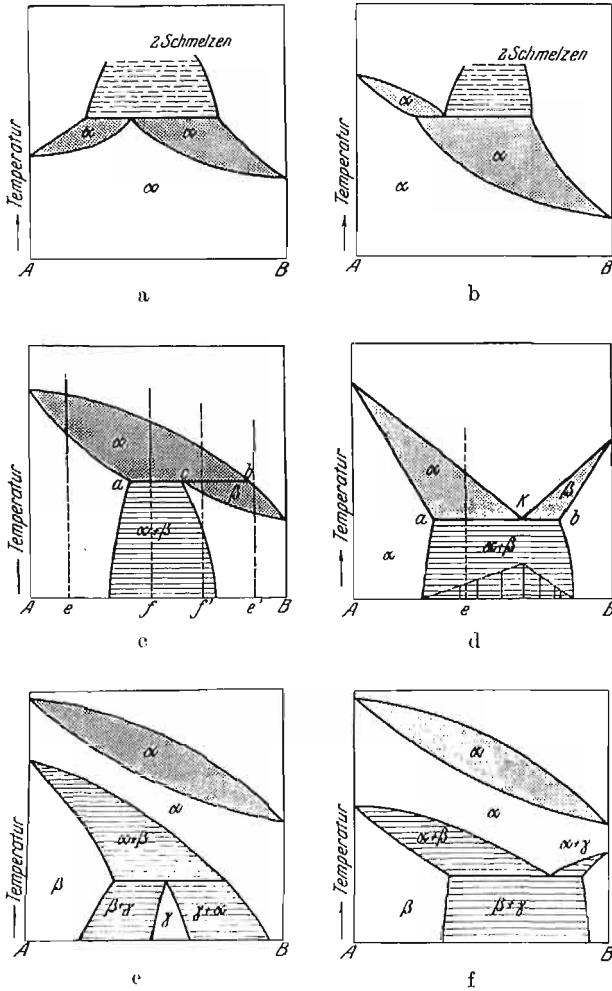 2 Schmelzen
α α
α
Temperatur
A B
a
2 Schmelzen
α
α
α
Temperatur
A B
b
α
a c b
β
α+β
Temperatur
A e f f' e' B
c
α
K
β
a b
α
α+β
Temperatur
A e B
d
α
α
α+β
β
β+γ γ γ+α
Temperatur
A B
e
α
α
α+γ
α+β
β
β+γ
Temperatur
A B
f